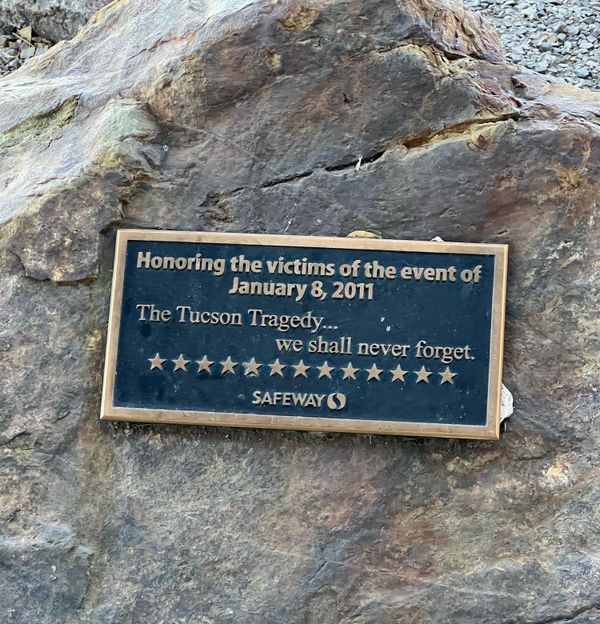 Honoring the victims of the event of
January 8, 2011
The Tucson Tragedy...
we shall never forget.
SAFEWAY